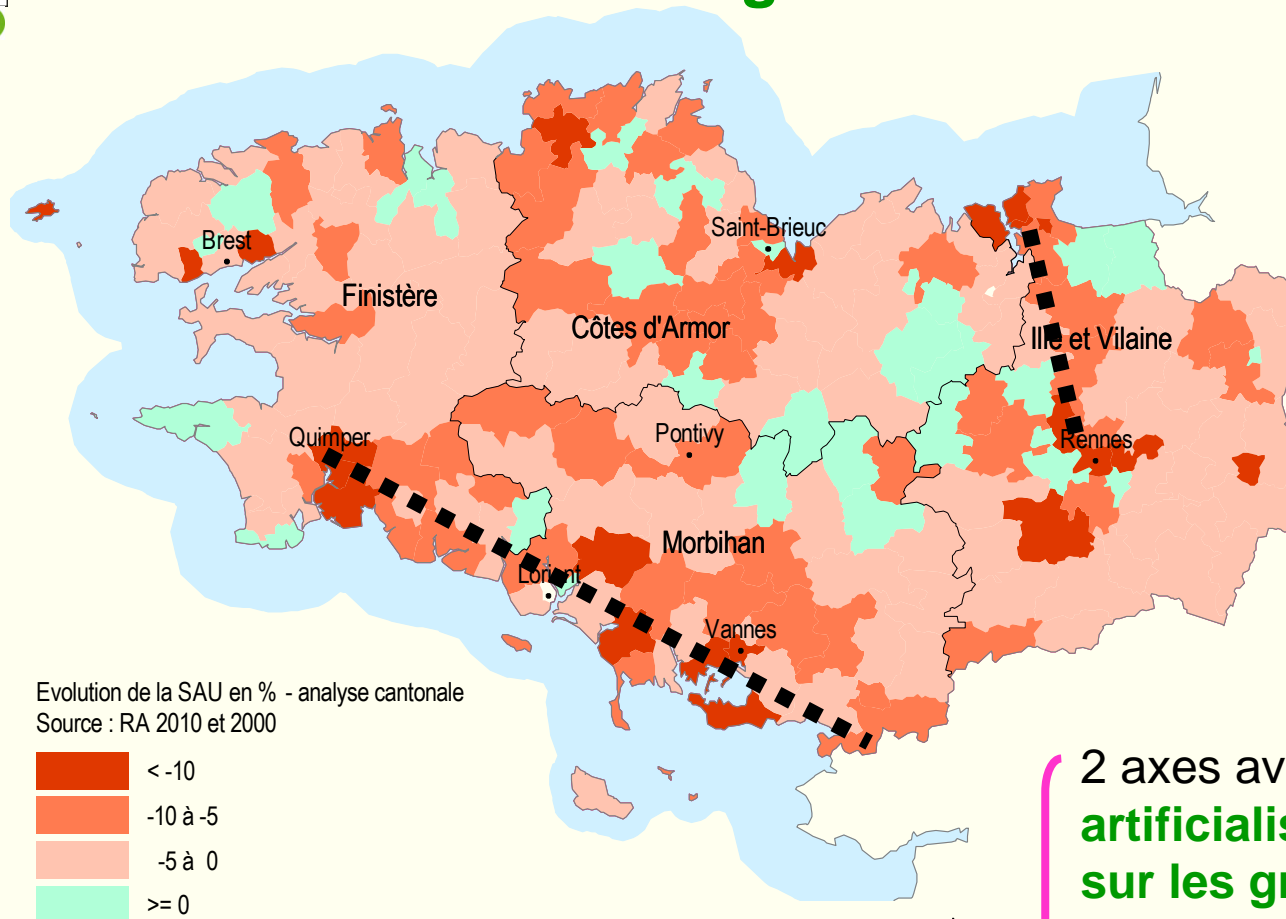 g
Brest
Saint-Brieuc
Finistère
Côtes d'Armor
Ille et Vilaine
Quimper
Pontivy
Rennes
Morbihan
Lorient
Vannes
Evolution de la SAU en % - analyse cantonale
Source : RA 2010 et 2000
< -10
-10 à -5
-5 à 0
>= 0
2 axes av
artificialis
sur les gr